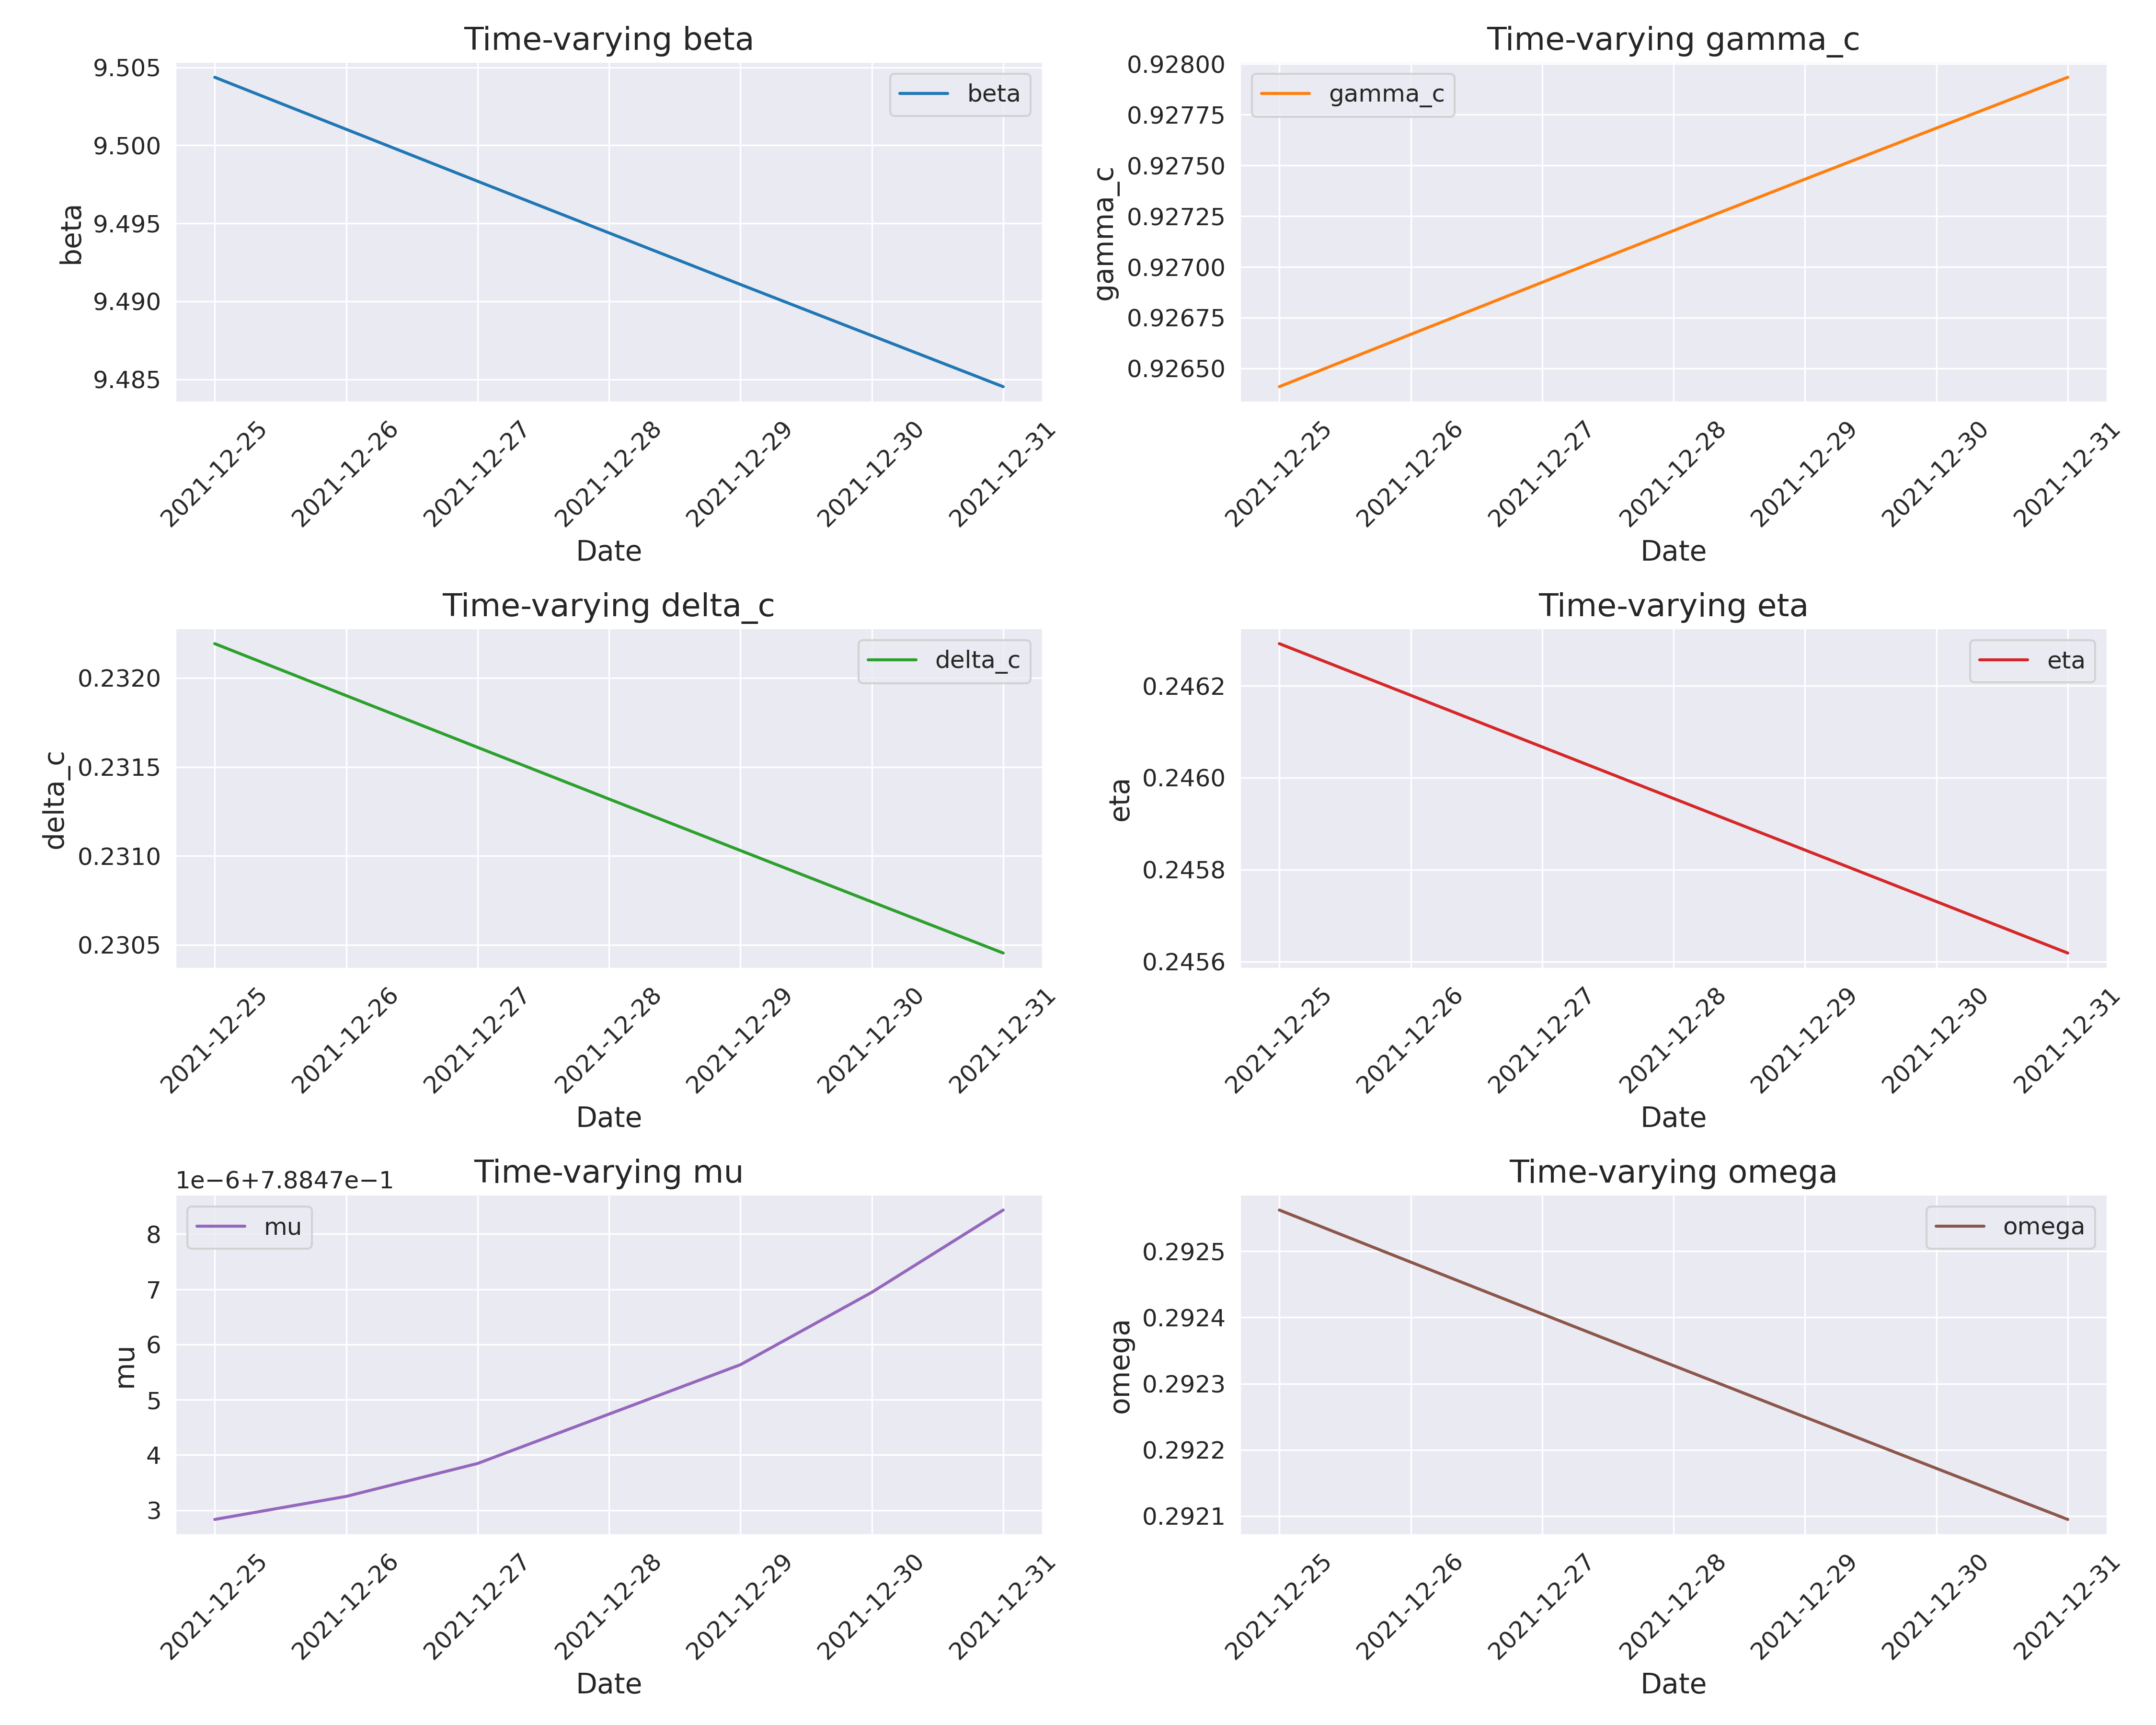 Time-varying beta
9.505
9.500
9.495
9.490
9.485
beta
beta
2021-12-25
2021-12-26
2021-12-27
2021-12-28
2021-12-29
2021-12-30
2021-12-31
Date
Time-varying gamma_c
0.92800
0.92775
0.92750
0.92725
0.92700
0.92675
0.92650
gamma_c
gamma_c
2021-12-25
2021-12-26
2021-12-27
2021-12-28
2021-12-29
2021-12-30
2021-12-31
Date
Time-varying delta_c
0.2320
0.2315
0.2310
0.2305
delta_c
delta_c
2021-12-25
2021-12-26
2021-12-27
2021-12-28
2021-12-29
2021-12-30
2021-12-31
Date
Time-varying eta
0.2462
0.2460
0.2458
0.2456
eta
eta
2021-12-25
2021-12-26
2021-12-27
2021-12-28
2021-12-29
2021-12-30
2021-12-31
Date
Time-varying mu
1e−6+7.8847e−1
8
7
6
5
4
3
mu
mu
2021-12-25
2021-12-26
2021-12-27
2021-12-28
2021-12-29
2021-12-30
2021-12-31
Date
Time-varying omega
0.2925
0.2924
0.2923
0.2922
0.2921
omega
omega
2021-12-25
2021-12-26
2021-12-27
2021-12-28
2021-12-29
2021-12-30
2021-12-31
Date